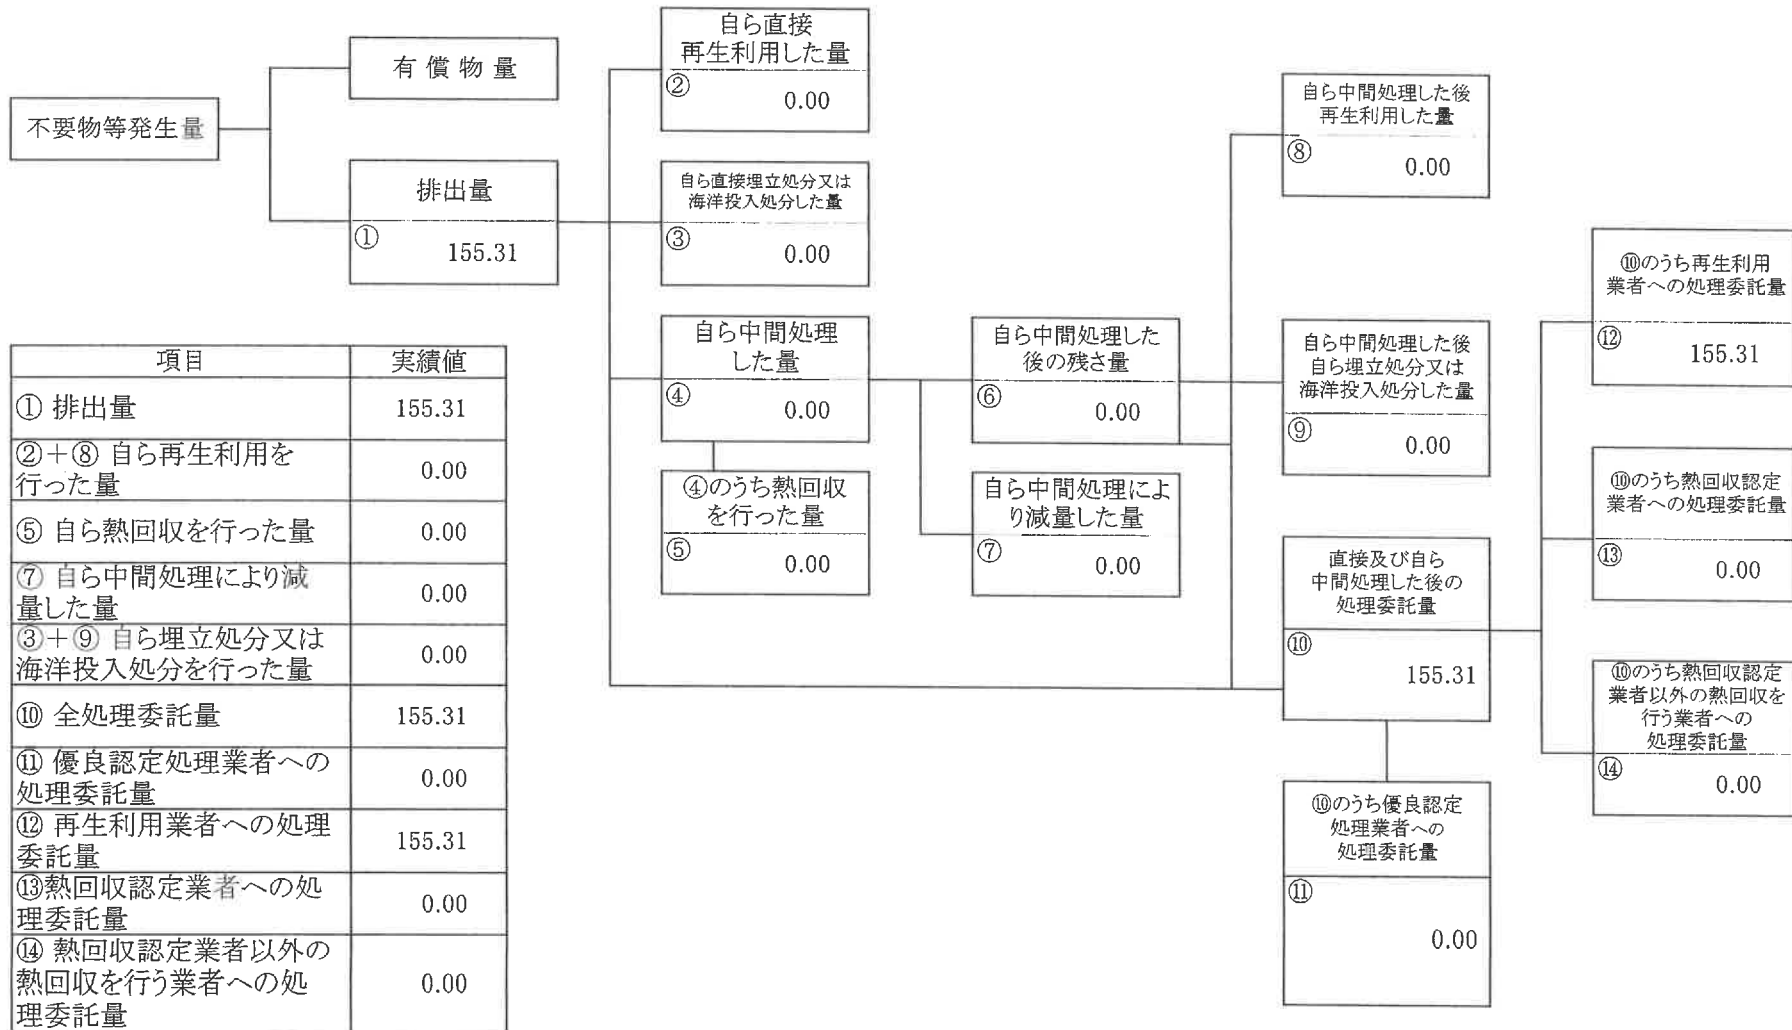 不要物等発生量
有償物量
排出量
①
155.31
自ら直接
再生利用した量
②
0.00
自ら直接埋立処分又は
海洋投入処分した量
③
0.00
自ら中間処理
した量
④
0.00
④のうち熱回収
を行った量
⑤
0.00
自ら中間処理した
後の残さ量
⑥
0.00
自ら中間処理によ
り減量した量
⑦
0.00
自ら中間処理した後
再生利用した量
⑧
0.00
自ら中間処理した後
自ら埋立処分又は
海洋投入処分した量
⑨
0.00
直接及び自ら
中間処理した後の
処理委託量
⑩
155.31
⑩のうち優良認定
処理業者への
処理委託量
⑪
0.00
⑩のうち再生利用
業者への処理委託量
⑫
155.31
⑩のうち熱回収認定
業者への処理委託量
⑬
0.00
⑩のうち熱回収認定
業者以外の熱回収を
行う業者への
処理委託量
⑭
0.00
項目 実績値
① 排出量 155.31
②+⑧ 自ら再生利用を
行った量 0.00
⑤ 自ら熱回収を行った量 0.00
⑦ 自ら中間処理により減
量した量 0.00
③+⑨ 自ら埋立処分又は
海洋投入処分を行った量 0.00
⑩ 全処理委託量 155.31
⑪ 優良認定処理業者への
処理委託量 0.00
⑫ 再生利用業者への処理
委託量 155.31
⑬熱回収認定業者への処
理委託量 0.00
⑭ 熱回収認定業者以外の
熱回収を行う業者への処
理委託量 0.00